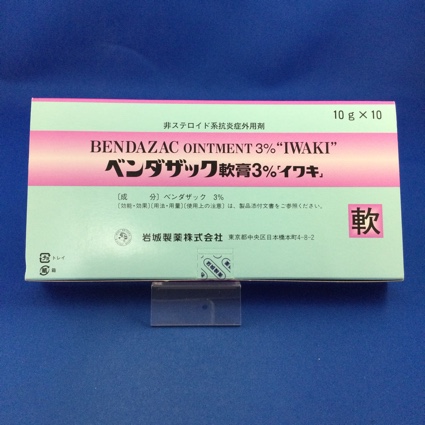 10g×10
非ステロイド系抗炎症外用剤
BENDAZAC OINTMENT 3% "IWAKI"
ベンダザック軟膏3%「イワキ」
〔成 分〕ベンダザック 3%
〔効能・効果〕〔用法・用量〕〔使用上の注意〕は、製品添付文書をご参照ください。
軟
岩城製薬株式会社 東京都中央区日本橋本町4-8-2
プラ トレイ
紙 箱